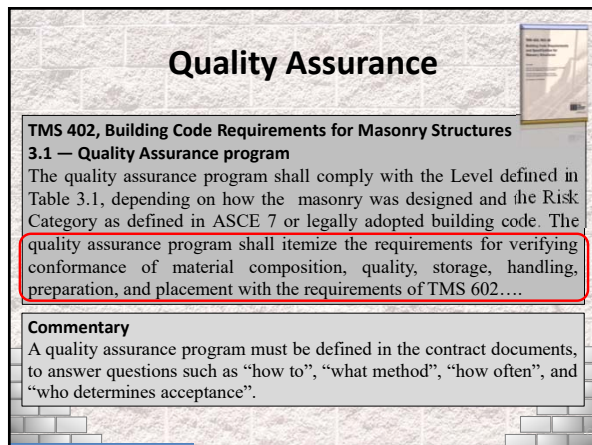 Quality Assurance
TMS 402, Building Code Requirements for Masonry Structures
3.1 — Quality Assurance program
The quality assurance program shall comply with the Level defined in
Table 3.1, depending on how the masonry was designed and the Risk
Category as defined in ASCE 7 or legally adopted building code. The
quality assurance program shall itemize the requirements for verifying
conformance of material composition, quality, storage, handling,
preparation, and placement with the requirements of TMS 602….
Commentary
A quality assurance program must be defined in the contract documents,
to answer questions such as “how to”, “what method”, “how often”, and
“who determines acceptance”.